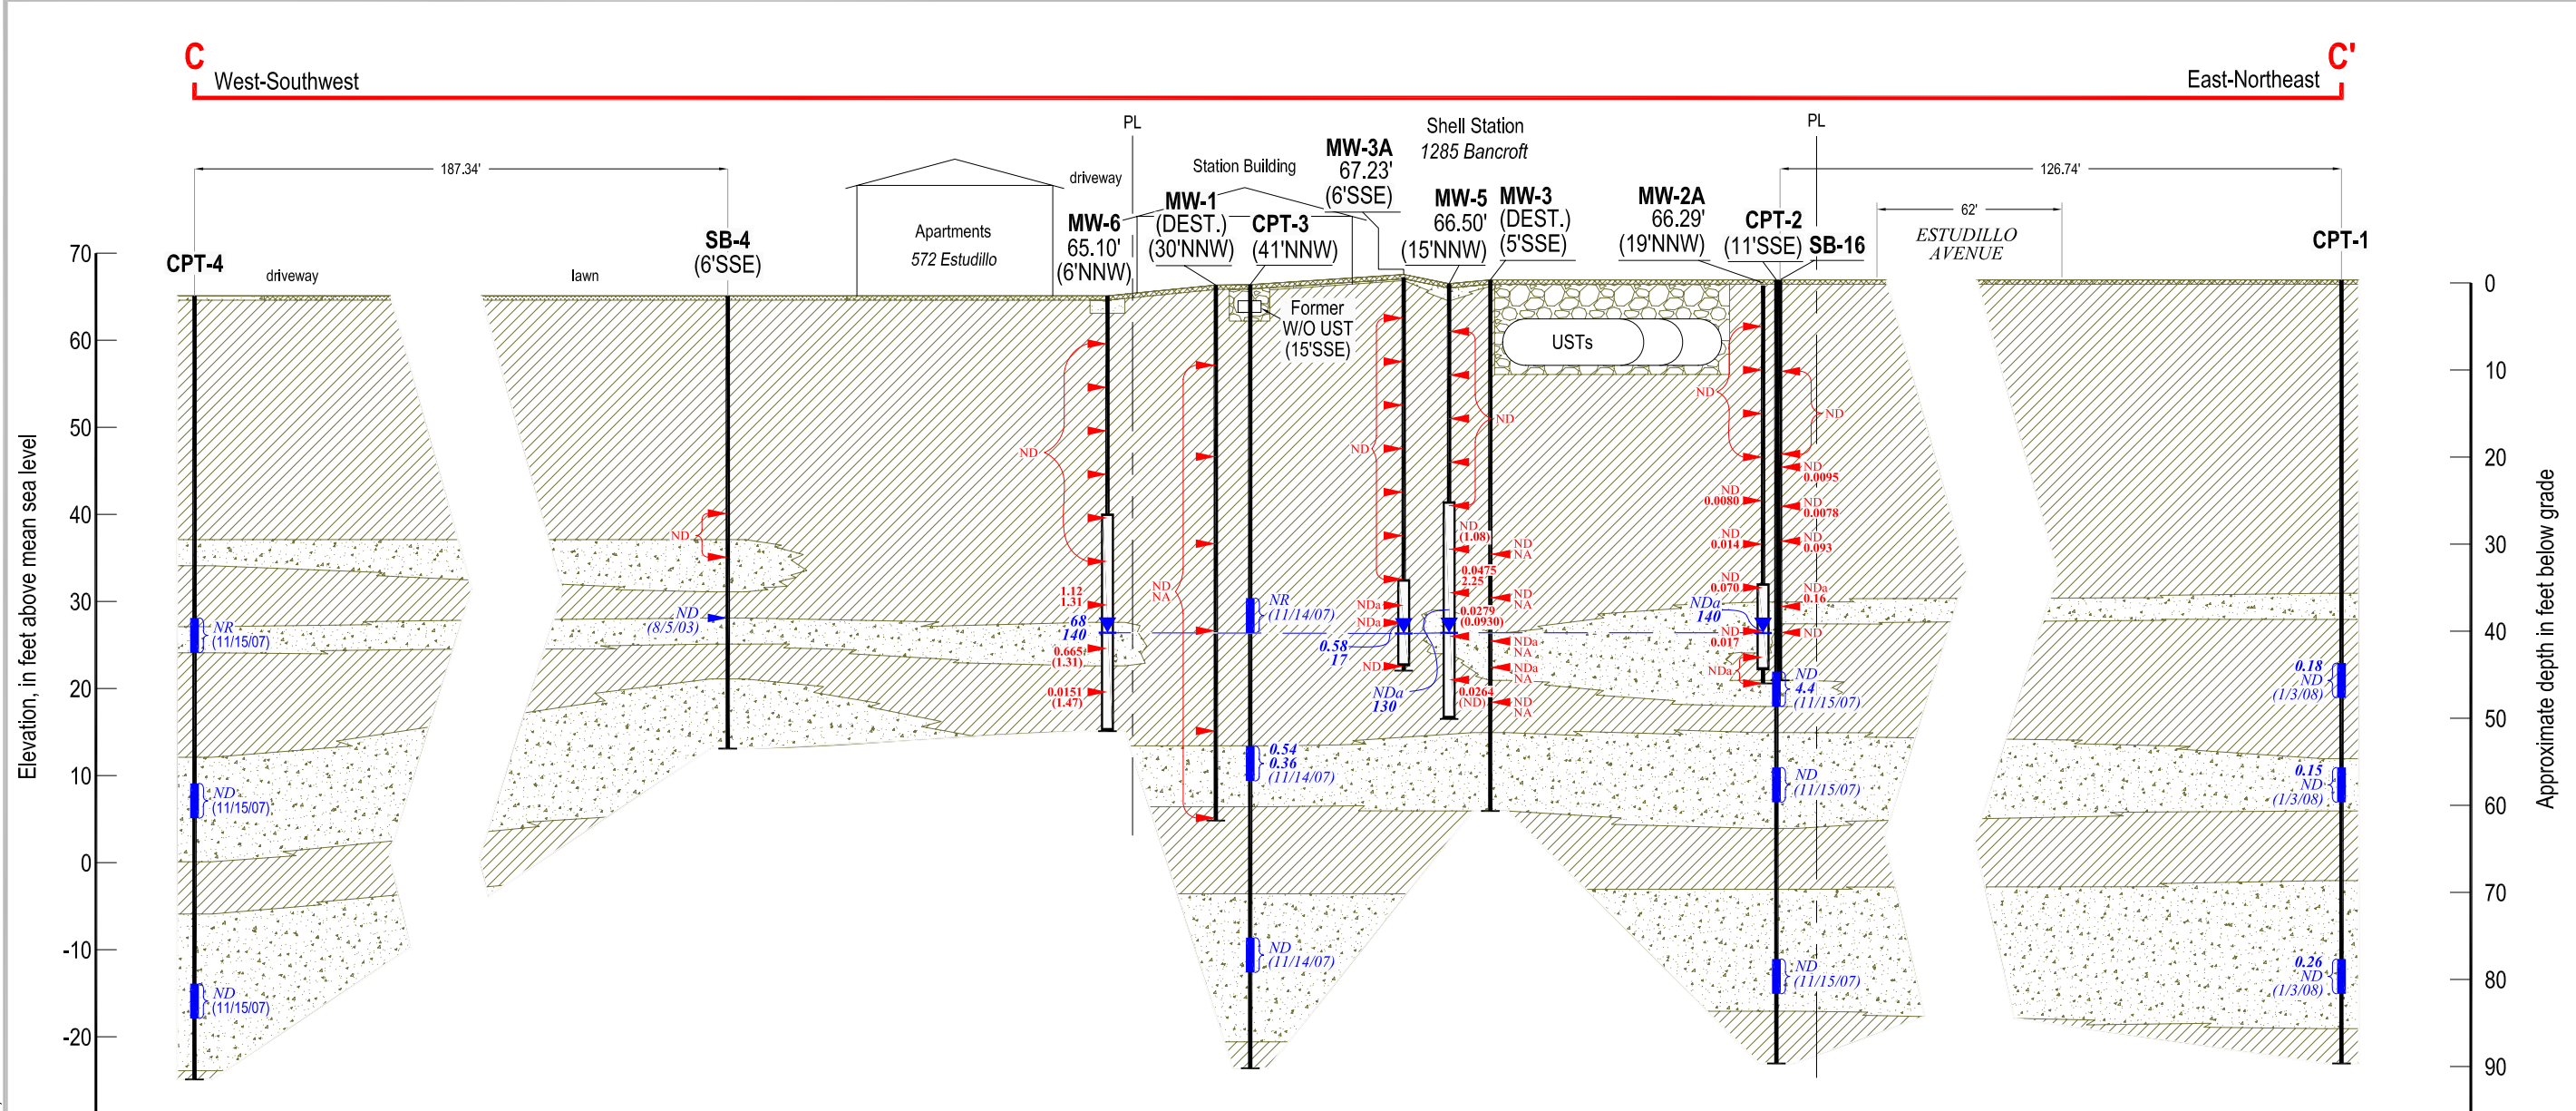 C
C'
West-Southwest
East-Northeast
PL
PL
187.34'
126.74'
62'
Shell Station
1285 Bancroft
Station Building
driveway
Apartments
572 Estudillo
ESTUDILLO
AVENUE
CPT-4
driveway
lawn
SB-4
(6'SSE)
MW-6
65.10'
(6'NNW)
MW-1
(DEST.)
(30'NNW)
CPT-3
(41'NNW)
MW-3A
67.23'
(6'SSE)
MW-5
66.50'
(15'NNW)
MW-3
(DEST.)
(5'SSE)
MW-2A
66.29'
(19'NNW)
CPT-2
(11'SSE)
SB-16
CPT-1
Former
W/O UST
(15'SSE)
USTs
Elevation, in feet above mean sea level
70
60
50
40
30
20
10
0
-10
-20
Approximate depth in feet below grade
0
10
20
30
40
50
60
70
80
90
NR
(11/15/07)
ND
(11/15/07)
ND
(11/15/07)
ND
ND
(8/5/03)
ND
1.12
1.31
68
140
0.665
(1.31)
0.0151
(1.47)
ND
NA
NR
(11/14/07)
0.54
0.36
(11/14/07)
ND
(11/14/07)
ND
NDa
NDa
0.58
17
ND
ND
ND
(1.08)
0.0475
2.25
0.0279
(0.0930)
0.0264
(ND)
NDa
130
ND
NA
ND
NA
NDa
NA
NDa
NA
ND
NA
ND
ND
0.0080
ND
0.014
ND
0.070
NDa
140
ND
0.017
NDa
ND
ND
0.0095
ND
0.0078
ND
0.093
NDa
0.16
ND
ND
4.4
(11/15/07)
ND
(11/15/07)
ND
(11/15/07)
0.18
ND
(1/3/08)
0.15
ND
(1/3/08)
0.26
ND
(1/3/08)